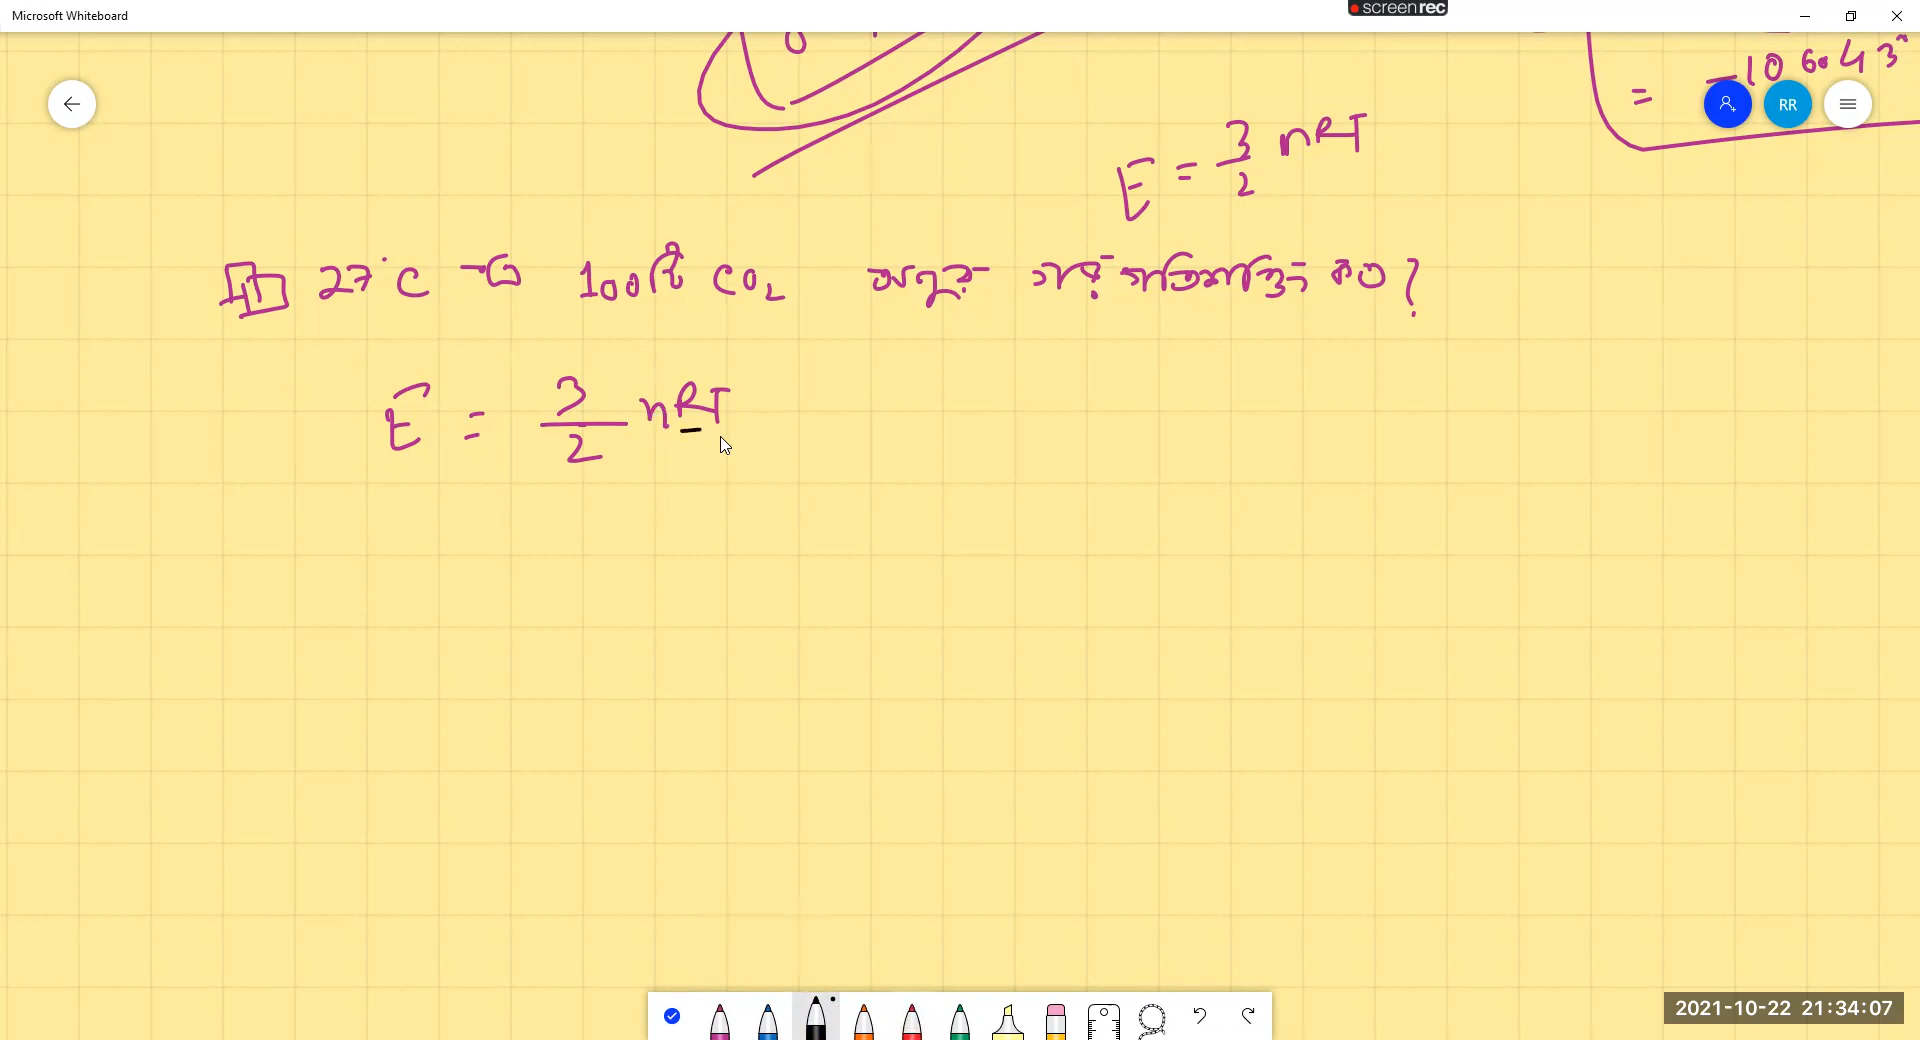 Microsoft Whiteboard
screenrec
0
-10 60.43
=
RR
E = 3/2 nRT
27°C -এ 100টি CO2 অণুর গতিশক্তি কত?
E = 3/2 nRT
2021-10-22 21:34:07